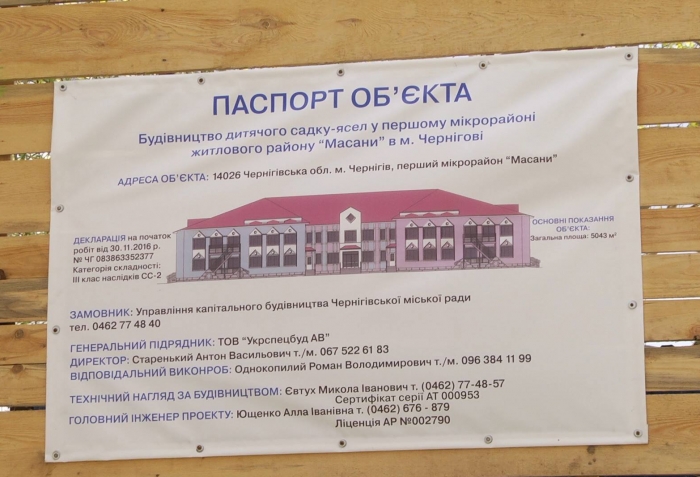 ПАСПОРТ ОБ'ЄКТА
Будівництво дитячого садку-ясел у першому мікрорайоні
житлового району "Масани" в м. Чернігові
АДРЕСА ОБ'ЄКТА: 14026 Чернігівська обл. м. Чернігів, перший мікрорайон "Масани"
ДЕКЛАРАЦІЯ на початок
робіт від 30.11.2016 р.
№ ЧГ 083863352377
Категорія складності:
ІІІ клас наслідків СС-2
ОСНОВНІ ПОКАЗАННЯ
ОБ'ЄКТА:
Загальна площа: 5043 м²
ЗАМОВНИК: Управління капітального будівництва Чернігівської міської ради
тел. 0462 77 48 40
ГЕНЕРАЛЬНИЙ ПІДРЯДНИК: ТОВ "Укрспецбуд АВ"
ДИРЕКТОР: Старенький Антон Васильович т./м. 067 522 61 83
ВІДПОВІДАЛЬНИЙ ВИКОНРОБ: Однокопилий Роман Володимирович т./м. 096 384 11 99
ТЕХНІЧНИЙ НАГЛЯД ЗА БУДІВНИЦТВОМ: Євтух Микола Іванович т. (0462) 77-48-57
Сертифікат серії АТ 000953
ГОЛОВНИЙ ІНЖЕНЕР ПРОЕКТУ: Ющенко Алла Іванівна т. (0462) 676 - 879
Ліценція АР №002790